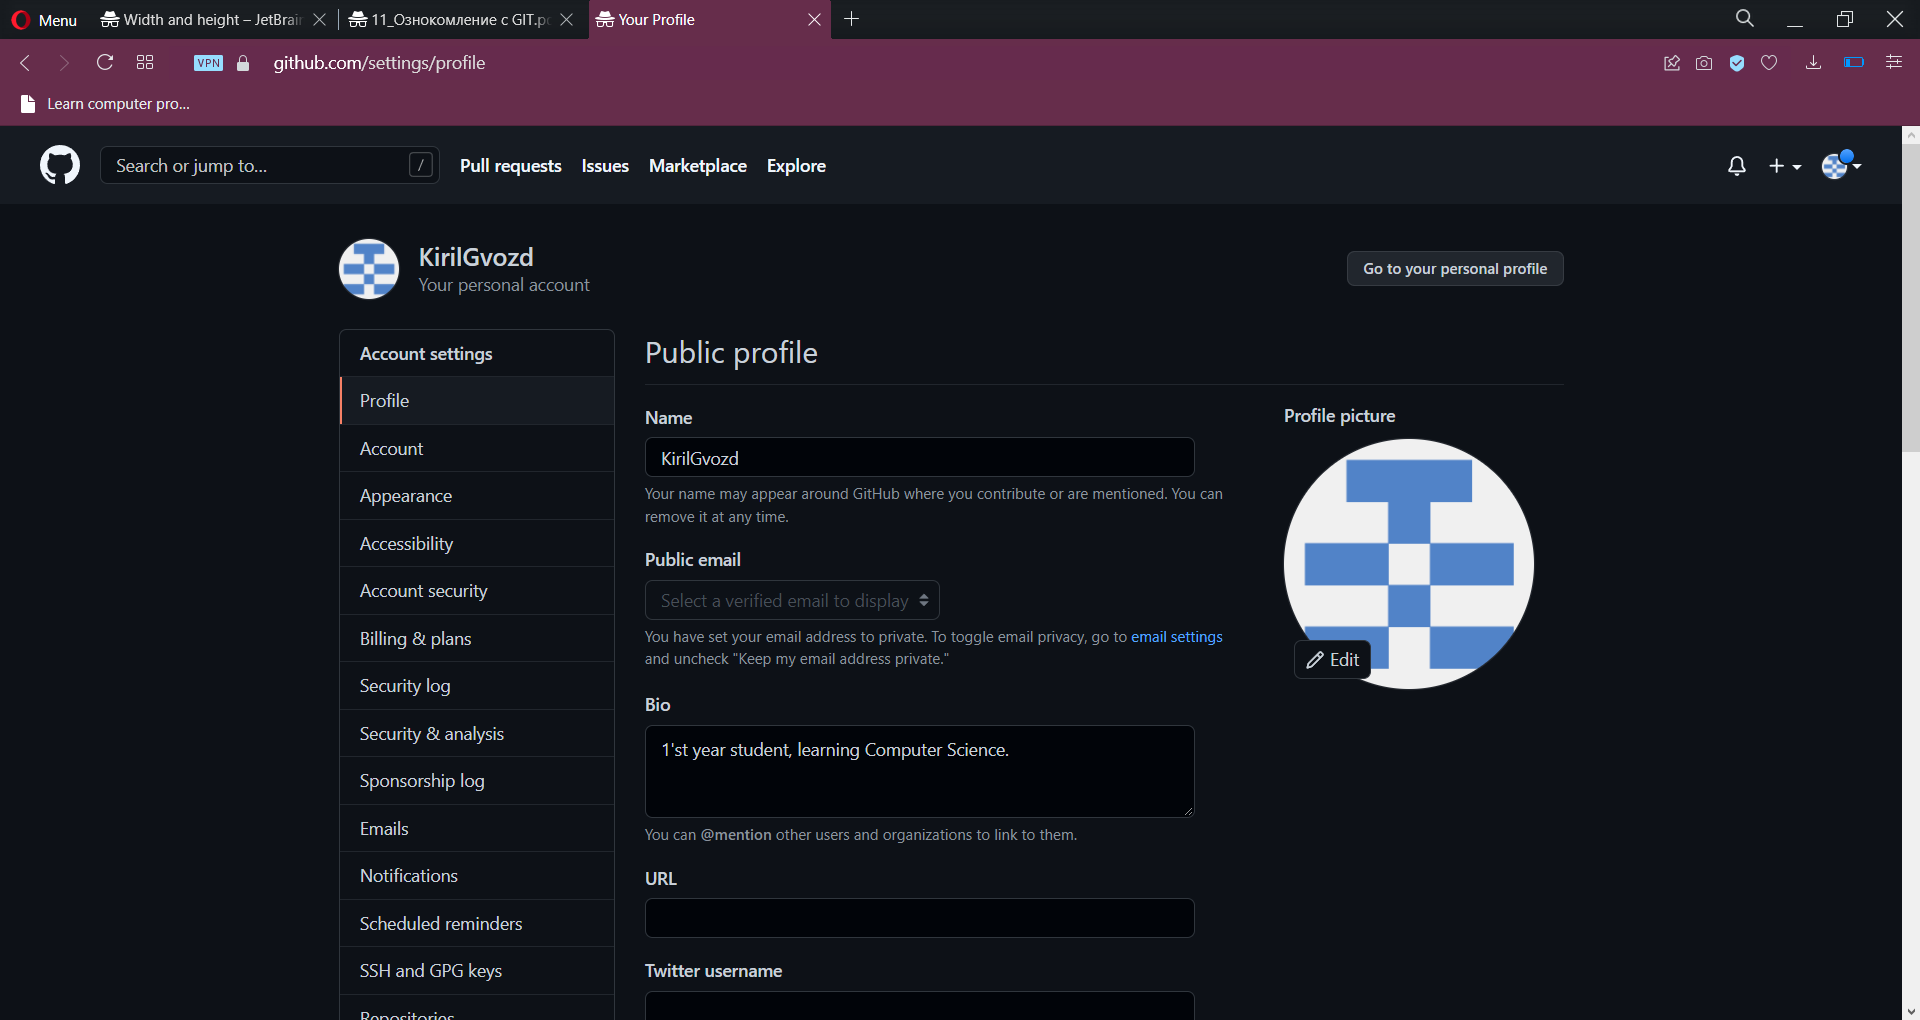 Menu
Width and height – JetBrai
11_Ознокомление с GIT.p
Your Profile
VPN
github.com/settings/profile
Learn computer pro...
Search or jump to...
/
Pull requests
Issues
Marketplace
Explore
KirilGvozd
Your personal account
Go to your personal profile
Account settings
Profile
Account
Appearance
Accessibility
Account security
Billing & plans
Security log
Security & analysis
Sponsorship log
Emails
Notifications
Scheduled reminders
SSH and GPG keys
Repositories
Public profile
Name
KirilGvozd
Your name may appear around GitHub where you contribute or are mentioned. You can
remove it at any time.
Public email
Select a verified email to display
You have set your email address to private. To toggle email privacy, go to email settings
and uncheck "Keep my email address private."
Bio
1'st year student, learning Computer Science.
You can @mention other users and organizations to link to them.
URL
Twitter username
Profile picture
Edit